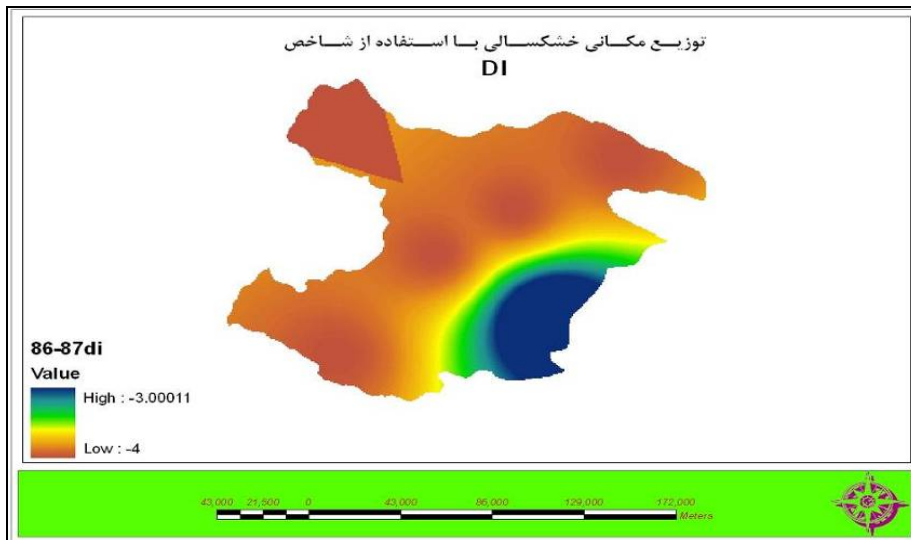 توزیع مکانی خشکسالی با استفاده از شاخص
DI
86-87di
Value
High : -3.00011
Low : -4
43,000 21,500 0 43,000 86,000 129,000 172,000
Meters